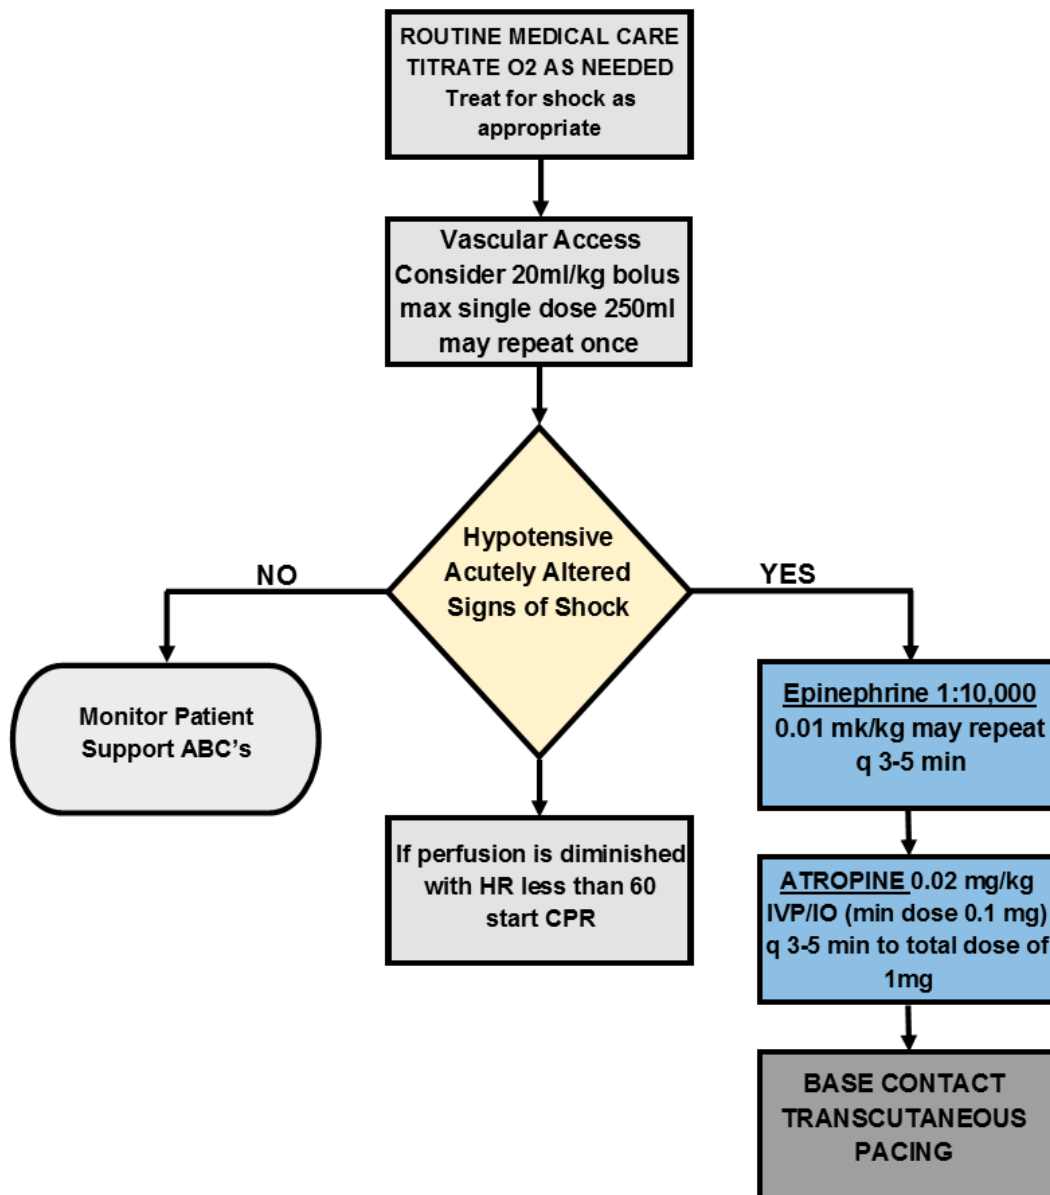 ROUTINE MEDICAL CARE
TITRATE O2 AS NEEDED
Treat for shock as
appropriate
Vascular Access
Consider 20ml/kg bolus
max single dose 250ml
may repeat once
Hypotensive
Acutely Altered
Signs of Shock
NO
YES
Monitor Patient
Support ABC's
If perfusion is diminished
with HR less than 60
start CPR
Epinephrine 1:10,000
0.01 mk/kg may repeat
q 3-5 min
ATROPINE 0.02 mg/kg
IVP/IO (min dose 0.1 mg)
q 3-5 min to total dose of
1mg
BASE CONTACT
TRANSCUTANEOUS
PACING